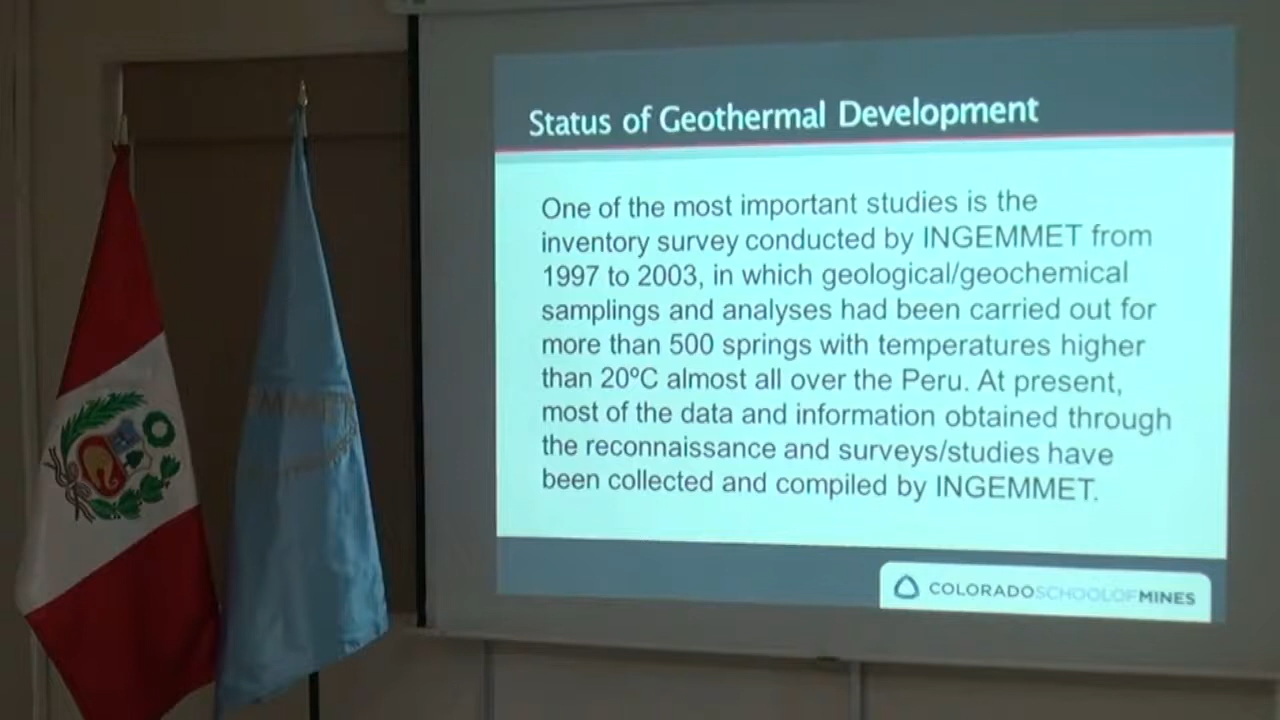 Status of Geothermal Development
One of the most important studies is the
inventory survey conducted by INGEMMET from
1997 to 2003, in which geological/geochemical
samplings and analyses had been carried out for
more than 500 springs with temperatures higher
than 20ºC almost all over the Peru. At present,
most of the data and information obtained through
the reconnaissance and surveys/studies have
been collected and compiled by INGEMMET.
COLORADOSCHOOLOFMINES